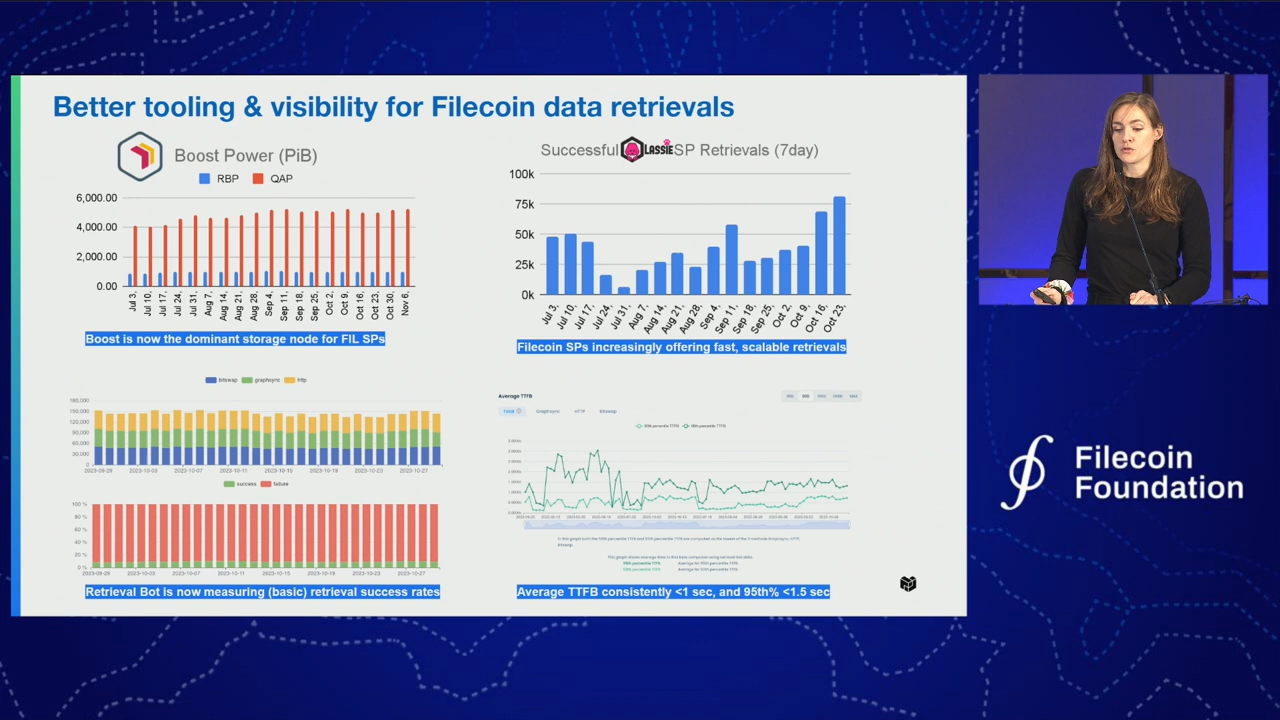 Better tooling & visibility for Filecoin data retrievals
Boost Power (PiB)
RBP QAP
6,000.00
4,000.00
2,000.00
0.00
Jul 3, Jul 10, Jul 17, Jul 24, Jul 31, Aug 7, Aug 14, Aug 21, Aug 28, Sep 4, Sep 11, Sep 18, Sep 25, Oct 2, Oct 9, Oct 16, Oct 23, Oct 30, Nov 6,
Boost is now the dominant storage node for FIL SPs
Successful LASSIE SP Retrievals (7day)
100k
75k
50k
25k
0k
Jul 3, Jul 10, Jul 17, Jul 24, Jul 31, Aug 7, Aug 14, Aug 21, Aug 28, Sep 4, Sep 11, Sep 18, Sep 25, Oct 2, Oct 9, Oct 16, Oct 23,
Filecoin SPs increasingly offering fast, scalable retrievals
bitswap graphsync http
180,000
150,000
120,000
90,000
60,000
30,000
0
2023-09-29 2023-10-03 2023-10-07 2023-10-11 2023-10-15 2023-10-19 2023-10-23 2023-10-27
success failure
100 %
80 %
60 %
40 %
20 %
0 %
2023-09-29 2023-10-03 2023-10-07 2023-10-11 2023-10-15 2023-10-19 2023-10-23 2023-10-27
Retrieval Bot is now measuring (basic) retrieval success rates
Average TTFB
Total Graphsync HTTP Bitswap
Average TTFB consistently <1 sec, and 95th% <1.5 sec
Filecoin
Foundation